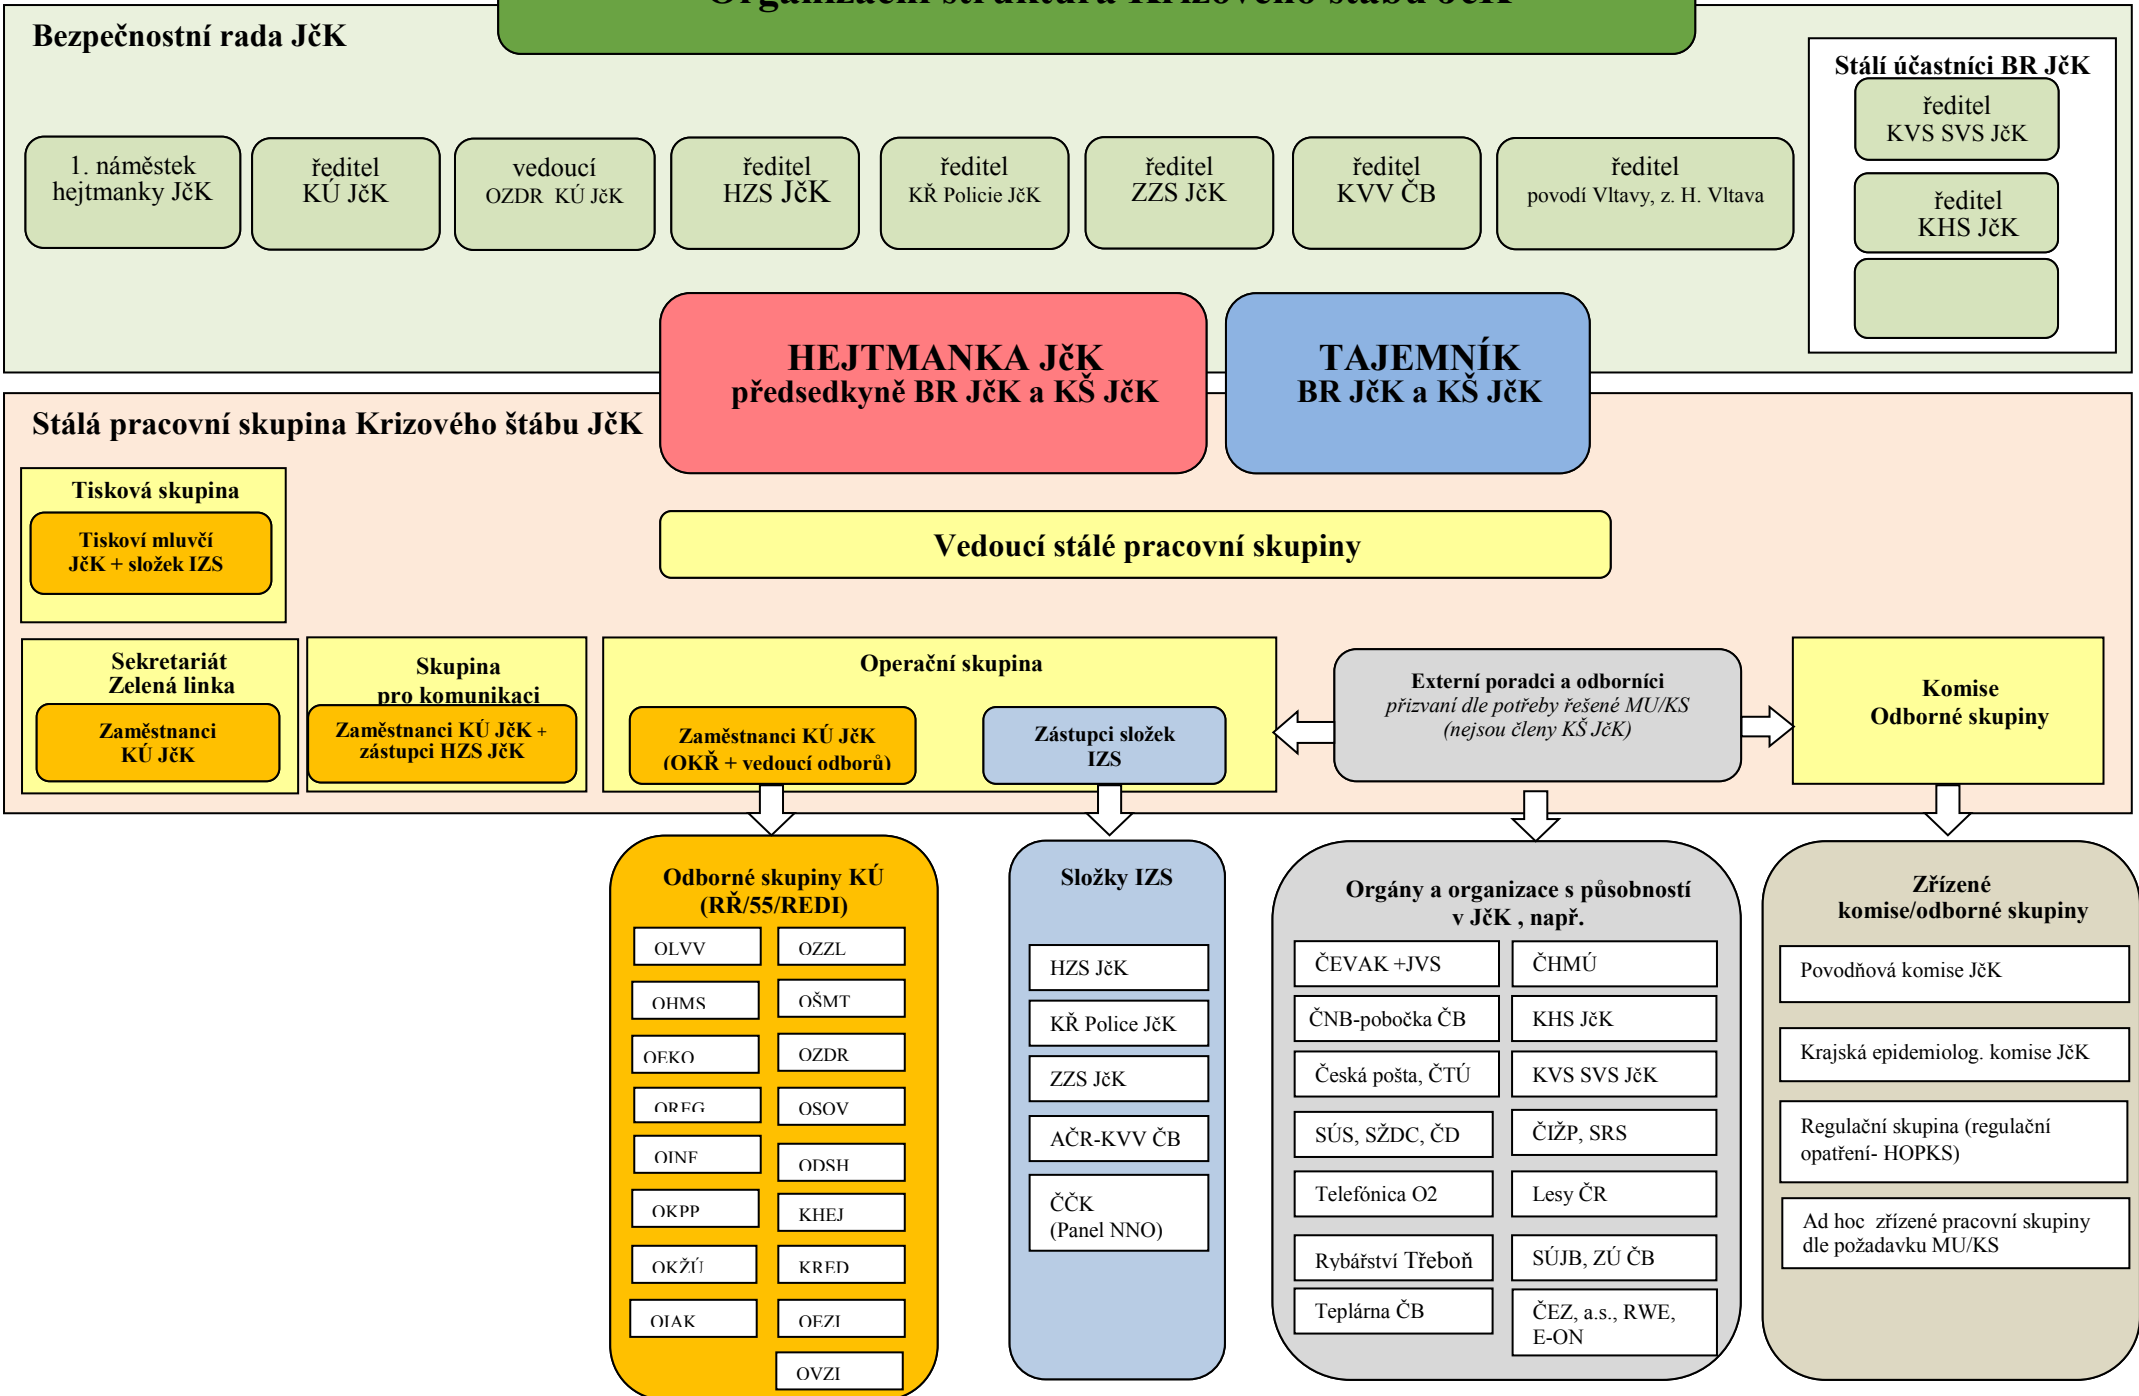 Organizační struktura Krizového štábu JčK
Bezpečnostní rada JčK
Stálí účastníci BR JčK
ředitel
KVS SVS JčK
ředitel
KHS JčK
1. náměstek
hejtmanky JčK
ředitel
KÚ JčK
vedoucí
OZDR KÚ JčK
ředitel
HZS JčK
ředitel
KŘ Policie JčK
ředitel
ZZS JčK
ředitel
KVV ČB
ředitel
povodí Vltavy, z. H. Vltava
HEJTMANKA JčK
předsedkyně BR JčK a KŠ JčK
TAJEMNÍK
BR JčK a KŠ JčK
Stálá pracovní skupina Krizového štábu JčK
Tisková skupina
Tiskoví mluvčí
JčK + složek IZS
Vedoucí stálé pracovní skupiny
Sekretariát
Zelená linka
Zaměstnanci
KÚ JčK
Skupina
pro komunikaci
Zaměstnanci KÚ JčK +
zástupci HZS JčK
Operační skupina
Zaměstnanci KÚ JčK
(OKŘ + vedoucí odborů)
Zástupci složek
IZS
Externí poradci a odborníci
přizvaní dle potřeby řešené MU/KS
(nejsou členy KŠ JčK)
Komise
Odborné skupiny
Odborné skupiny KÚ
(RŘ/55/REDI)
OLVV
OZZL
OHMS
OŠMT
OEKO
OZDR
OREG
OSOV
OINF
ODSH
OKPP
KHEJ
OKŽÚ
KRED
OIAK
OEZI
OVZI
Složky IZS
HZS JčK
KŘ Police JčK
ZZS JčK
AČR-KVV ČB
ČČK
(Panel NNO)
Orgány a organizace s působností
v JčK , např.
ČEVAK +JVS
ČHMÚ
ČNB-pobočka ČB
KHS JčK
Česká pošta, ČTÚ
KVS SVS JčK
SÚS, SŽDC, ČD
ČIŽP, SRS
Telefónica O2
Lesy ČR
Rybářství Třeboň
SÚJB, ZÚ ČB
Teplárna ČB
ČEZ, a.s., RWE,
E-ON
Zřízené
komise/odborné skupiny
Povodňová komise JčK
Krajská epidemiolog. komise JčK
Regulační skupina (regulační
opatření- HOPKS)
Ad hoc zřízené pracovní skupiny
dle požadavku MU/KS